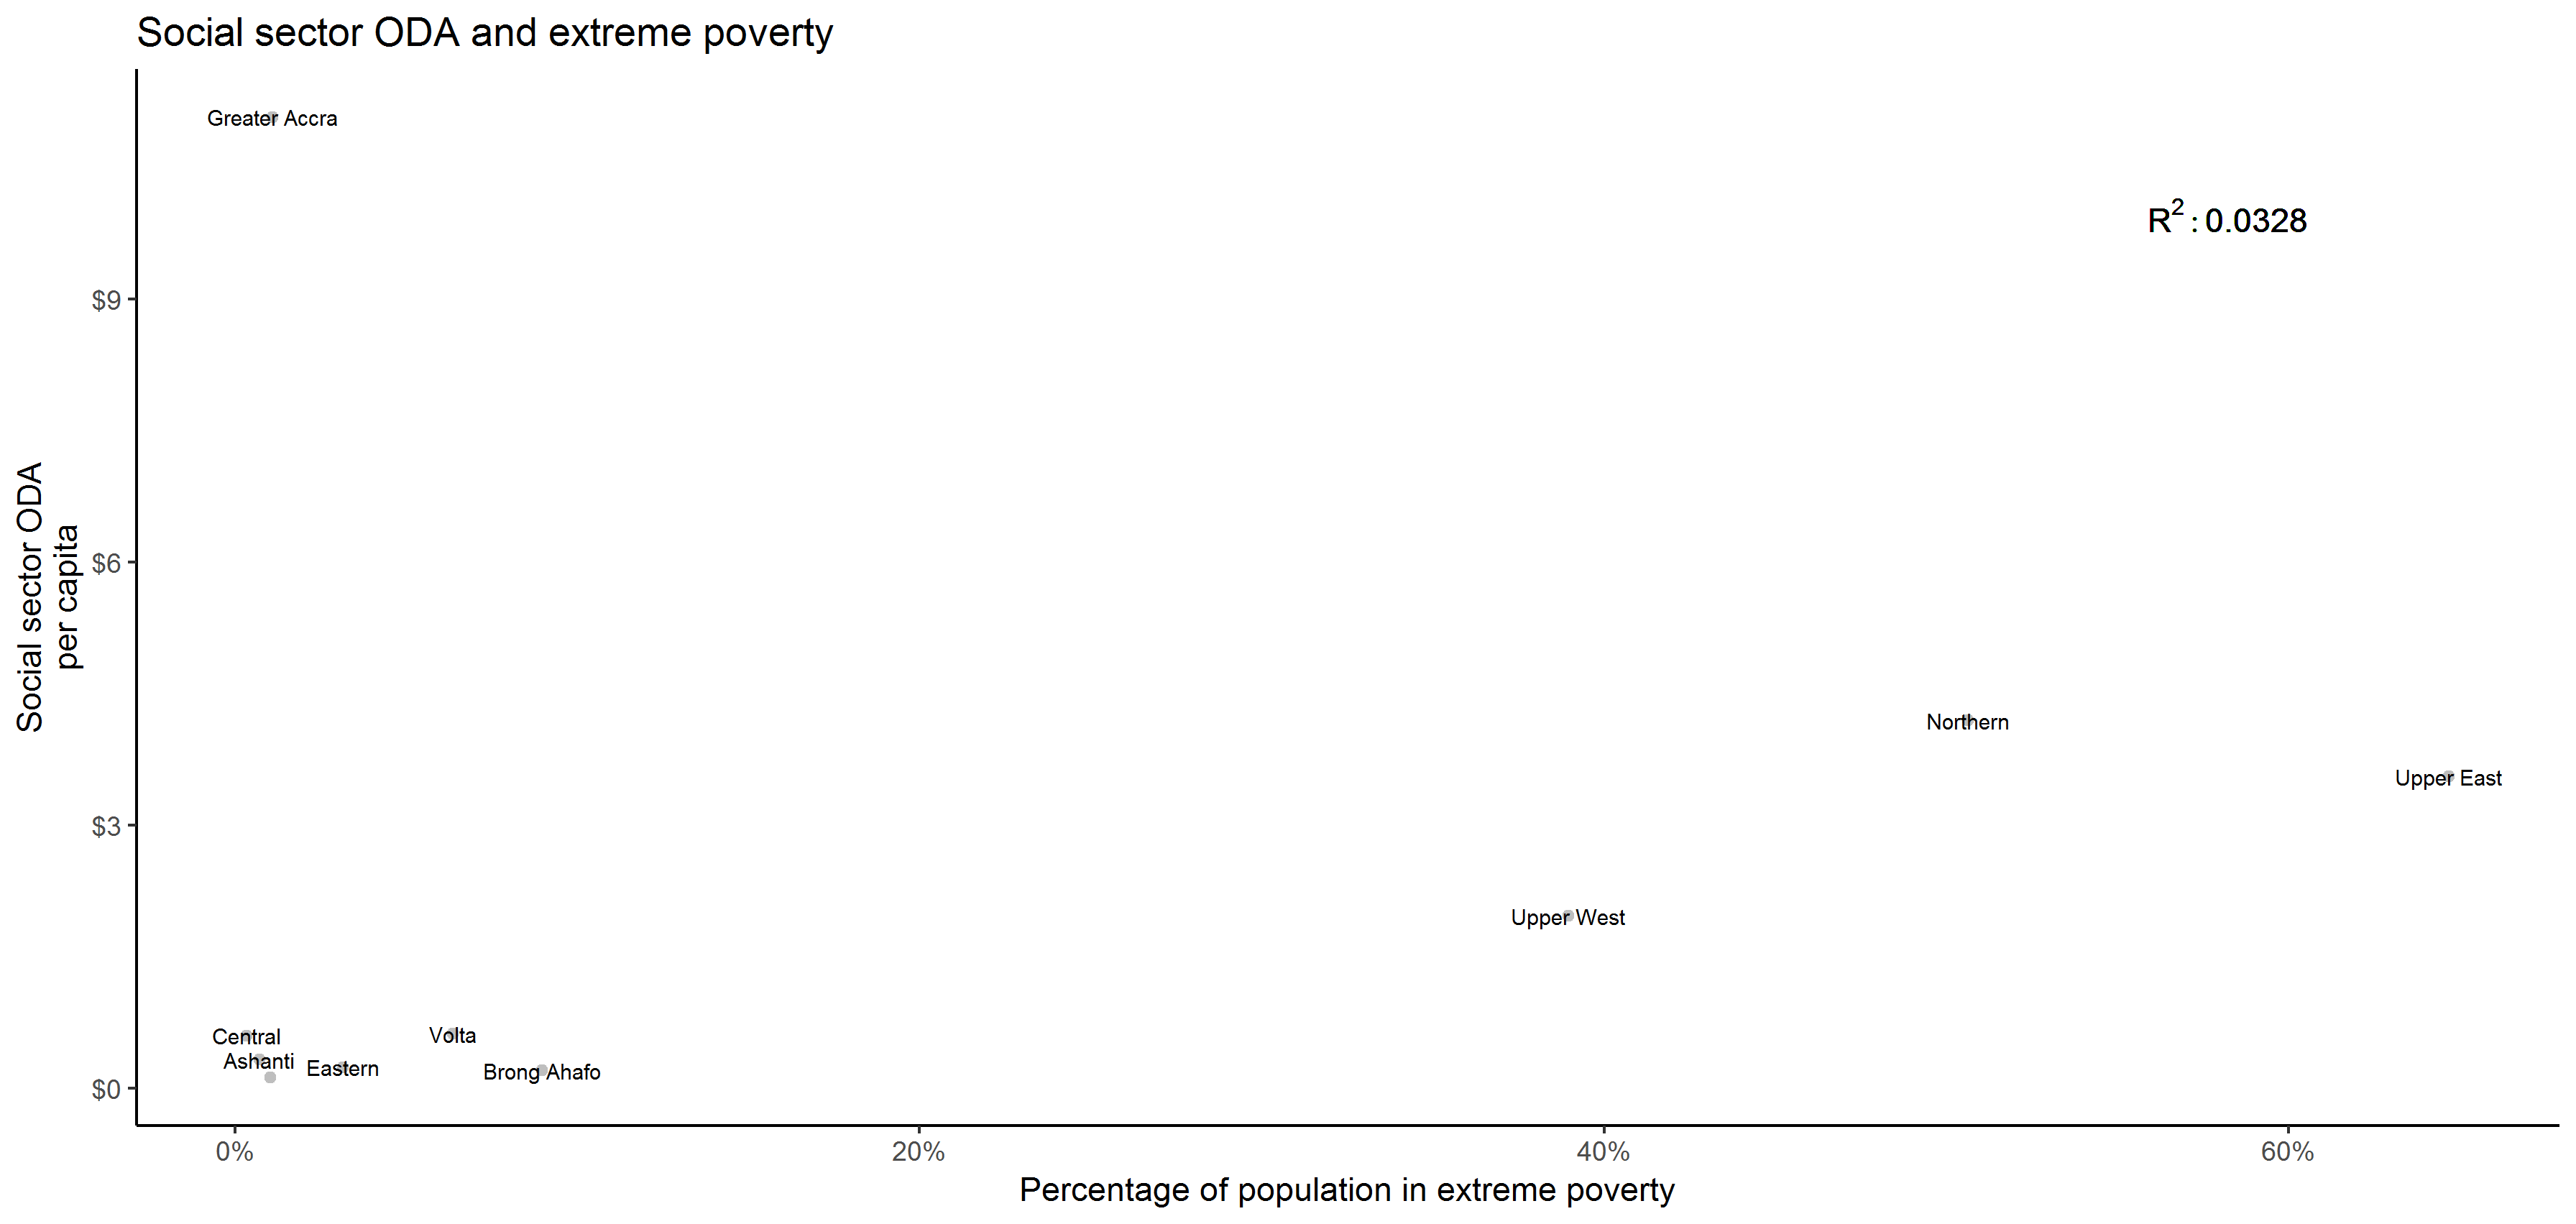 Social sector ODA and extreme poverty
Greater Accra
R²: 0.0328
$9
Social sector ODA
per capita
$6
Northern
Upper East
$3
Upper West
Central
Volta
Ashanti
Eastern
Brong Ahafo
$0
0%
20%
40%
60%
Percentage of population in extreme poverty